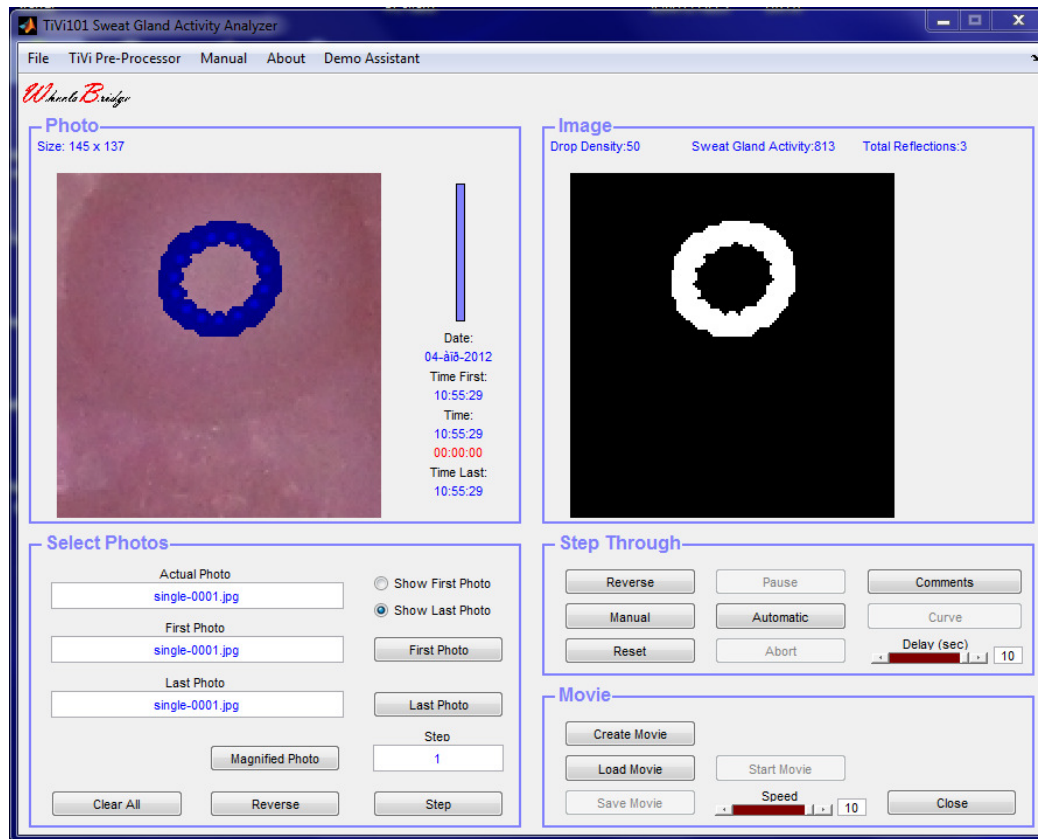 TiVi101 Sweat Gland Activity Analyzer
File TiVi Pre-Processor Manual About Demo Assistant
WheelsBridge
Photo
Size: 145 x 137
Date:
04-àïð-2012
Time First:
10:55:29
Time:
10:55:29
00:00:00
Time Last:
10:55:29
Image
Drop Density:50 Sweat Gland Activity:813 Total Reflections:3
Select Photos
Actual Photo
single-0001.jpg
First Photo
single-0001.jpg
Last Photo
single-0001.jpg
Show First Photo
Show Last Photo
First Photo
Last Photo
Step
1
Magnified Photo
Clear All Reverse Step
Step Through
Reverse Pause Comments
Manual Automatic Curve
Reset Abort
Delay (sec)
10
Movie
Create Movie
Load Movie Start Movie
Save Movie
Speed
10
Close